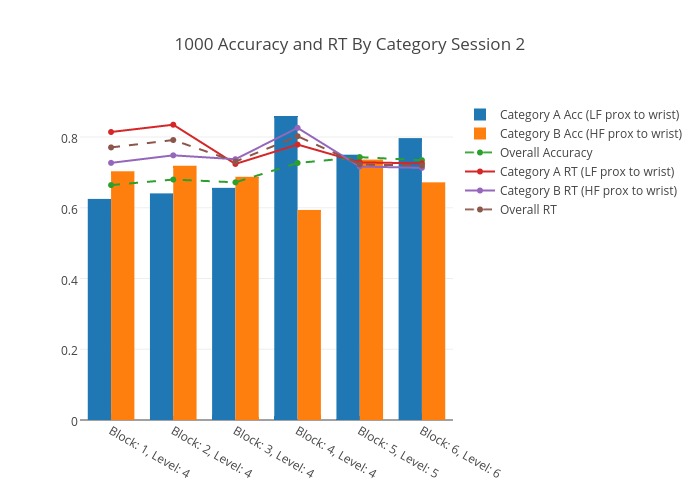 1000 Accuracy and RT By Category Session 2
Category A Acc (LF prox to wrist)
Category B Acc (HF prox to wrist)
Overall Accuracy
Category A RT (LF prox to wrist)
Category B RT (HF prox to wrist)
Overall RT
0.8
0.6
0.4
0.2
0
Block: 1, Level: 4
Block: 2, Level: 4
Block: 3, Level: 4
Block: 4, Level: 4
Block: 5, Level: 5
Block: 6, Level: 6